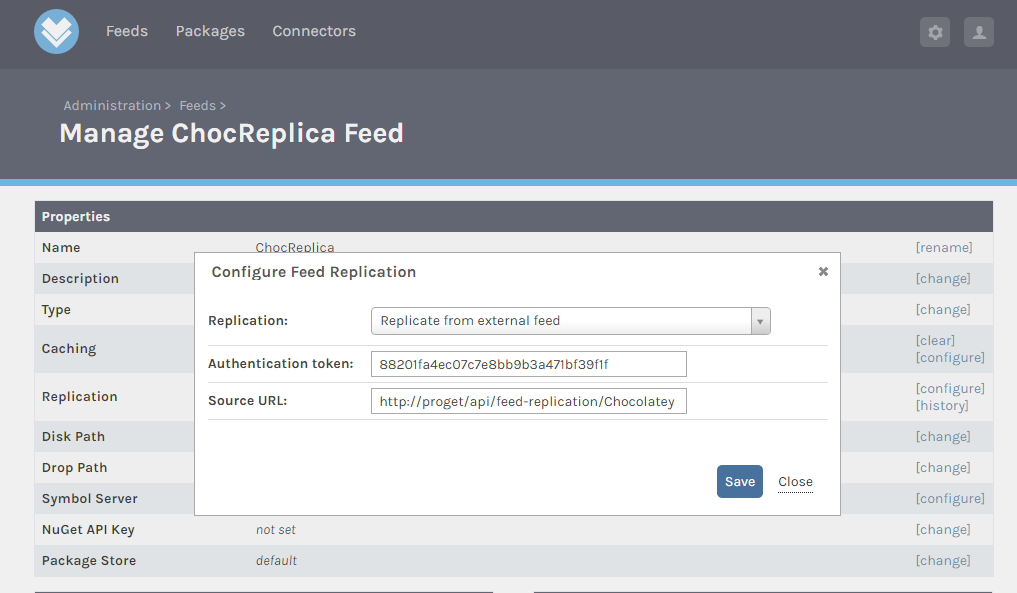 Feeds Packages Connectors
Administration > Feeds >
Manage ChocReplica Feed
Properties
Name ChocReplica [rename]
Configure Feed Replication ×
Description [change]
Type [change]
Replication: Replicate from external feed
Caching [clear]
[configure]
Authentication token: 88201fa4ec07c7e8bb9b3a471bf39f1f
Replication [configure]
[history]
Source URL: http://proget/api/feed-replication/Chocolatey
Disk Path [change]
Drop Path [change]
Save Close
Symbol Server [configure]
NuGet API Key not set [change]
Package Store default [change]